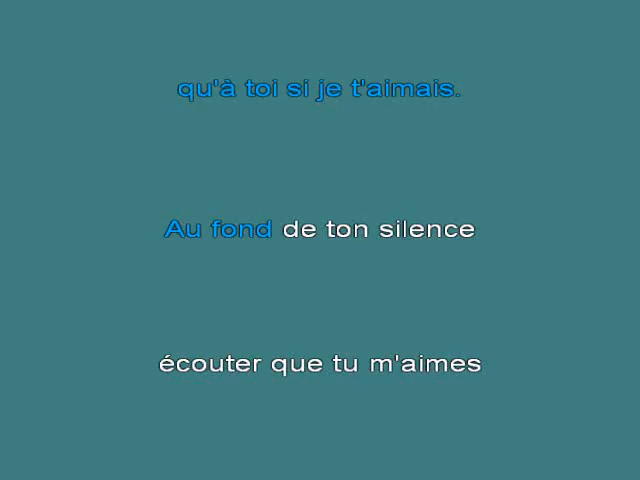 qu'à toi si je t'aimais.
Au fond de ton silence
écouter que tu m'aimes